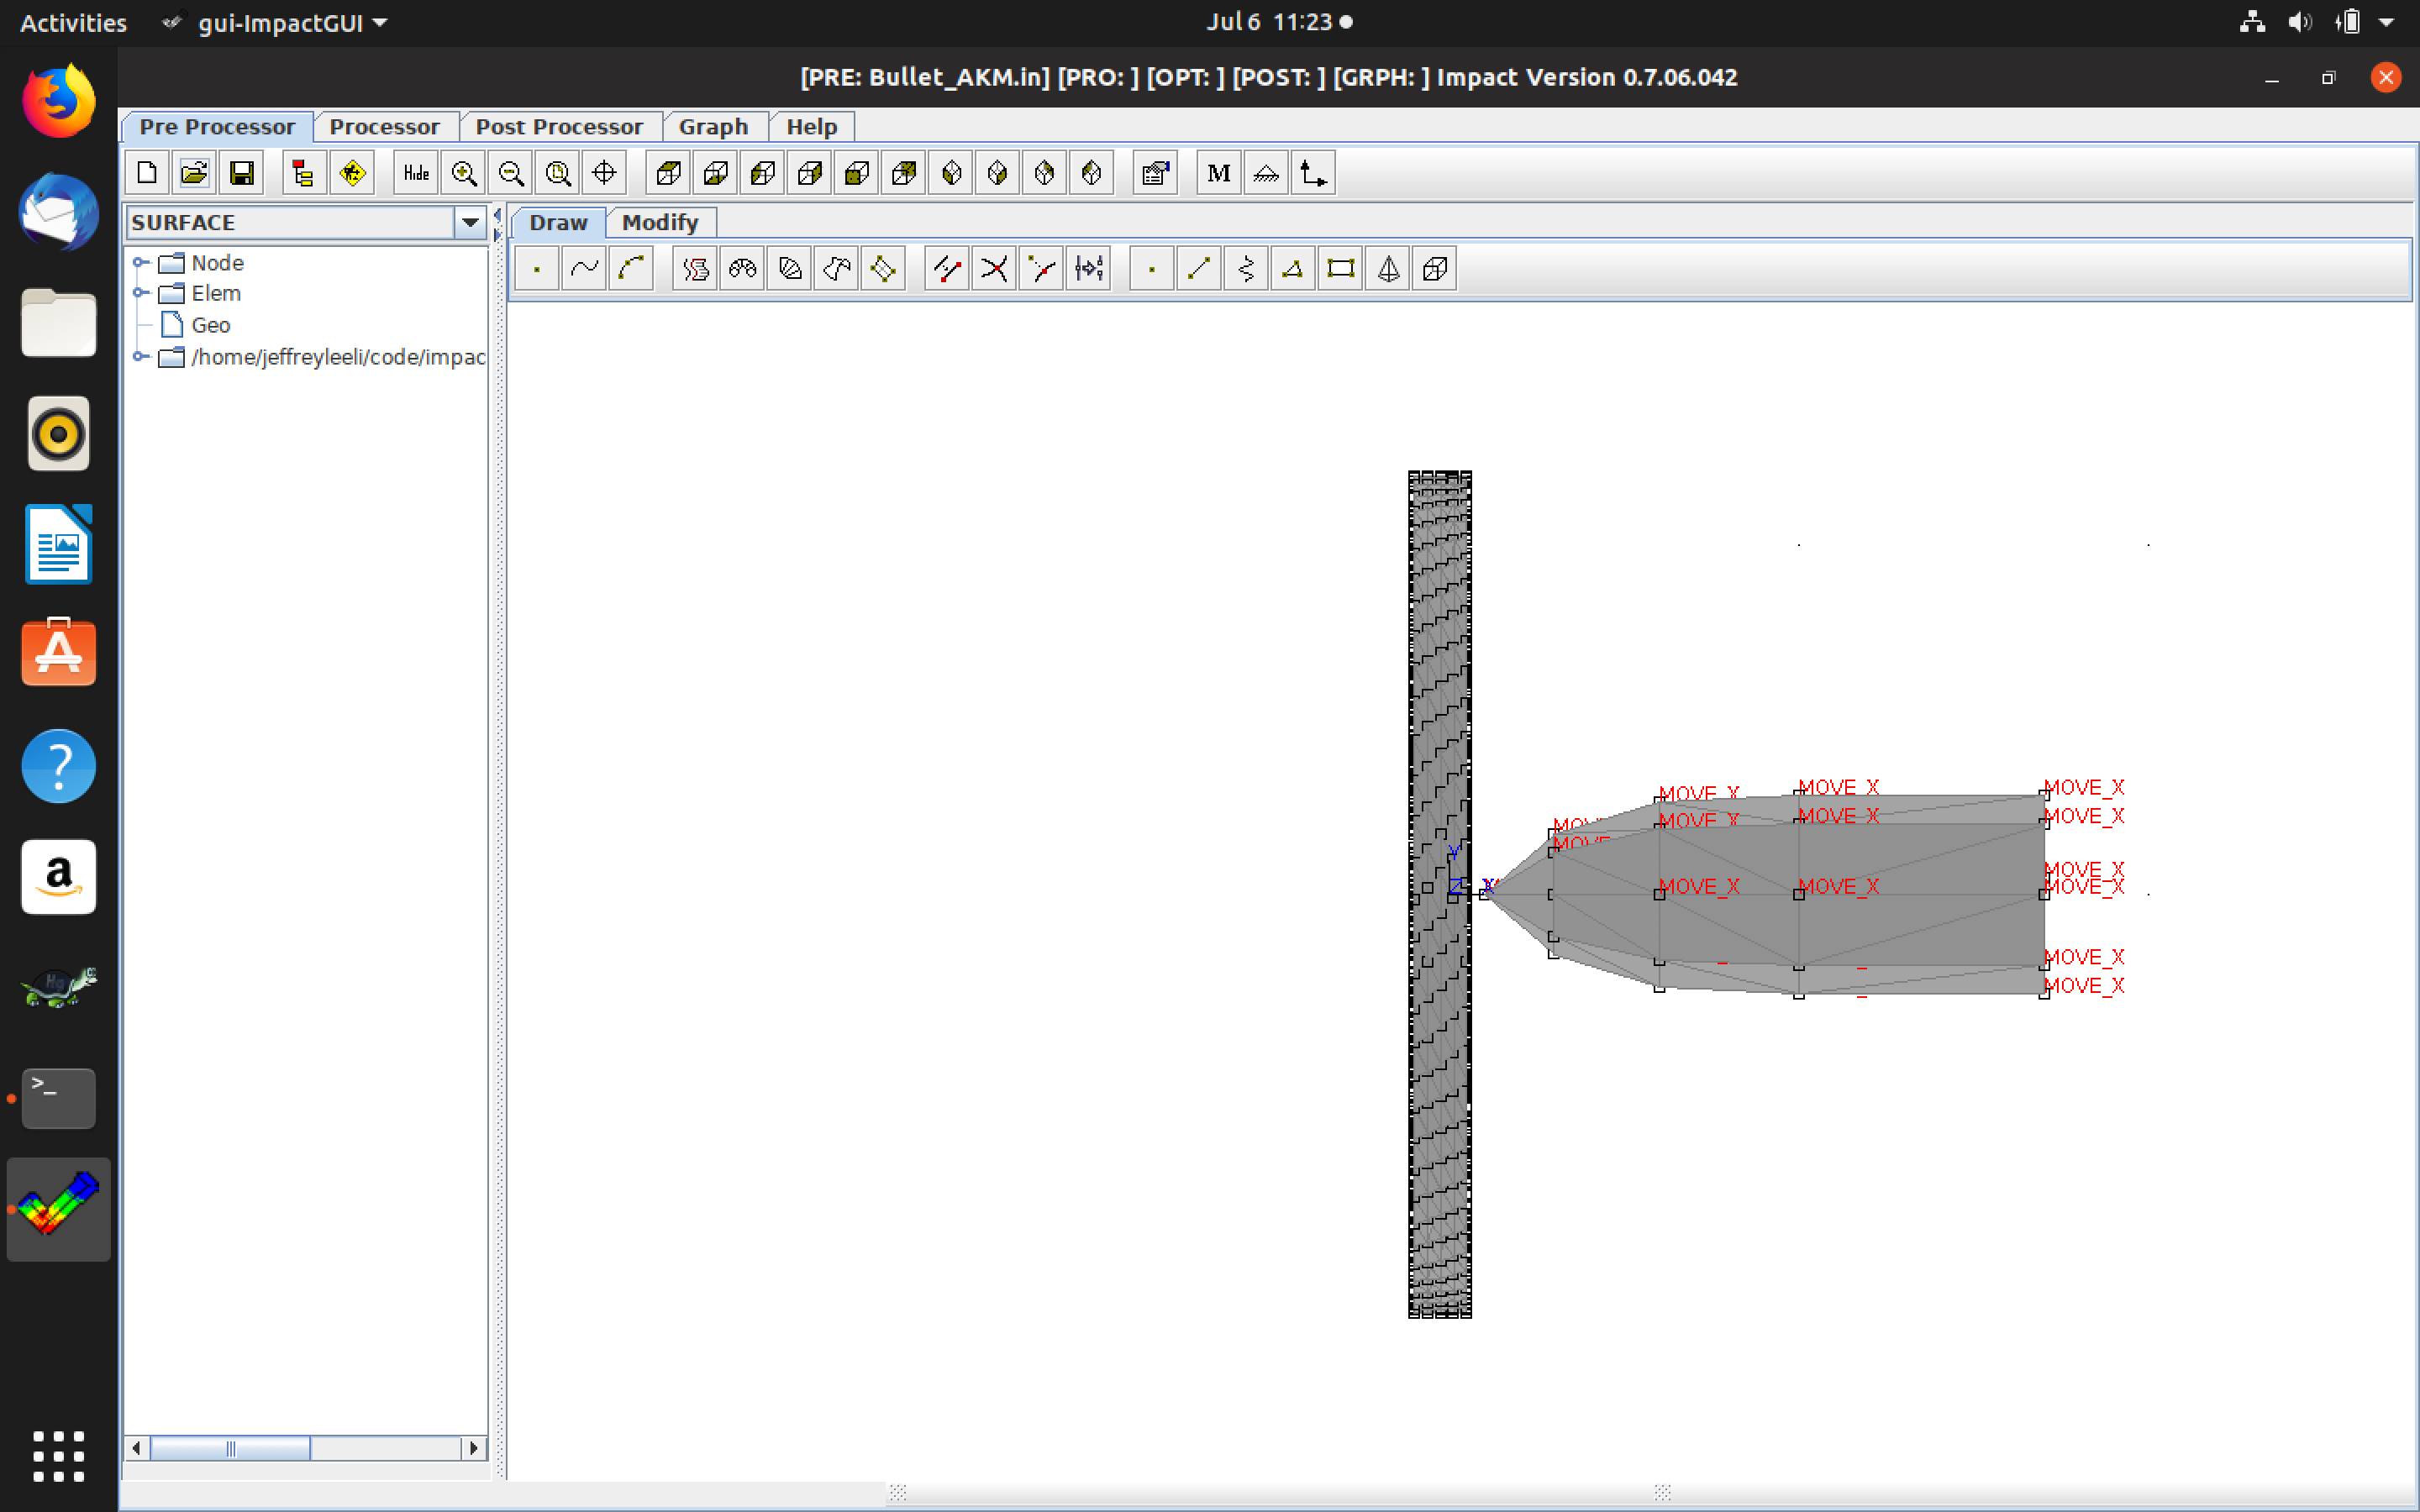 Activities gui-ImpactGUI Jul 6 11:23
[PRE: Bullet_AKM.in] [PRO: ] [OPT: ] [POST: ] [GRPH: ] Impact Version 0.7.06.042
Pre Processor Processor Post Processor Graph Help
Hide M
SURFACE
Draw Modify
Node
Elem
Geo
/home/jeffreyleeli/code/impac
MOVE_X MOVE_X MOVE_X
MOVE_X MOVE_X MOVE_X
Y
MOVE_X
Z X MOVE_X MOVE_X MOVE_X
MOVE_X
MOVE_X
A
?
a
Hg
>_